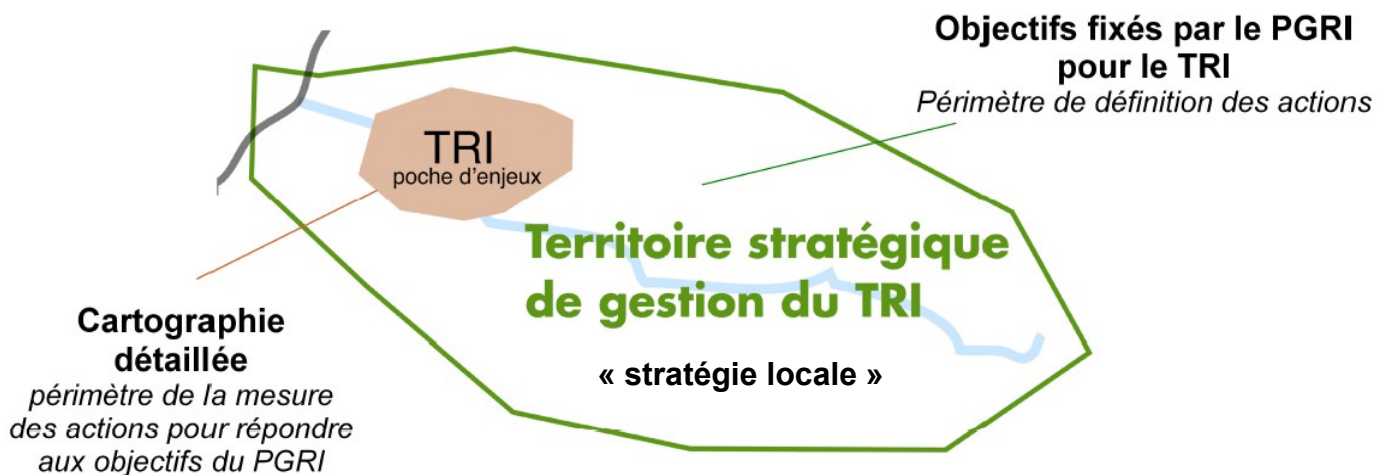 Objectifs fixés par le PGRI
pour le TRI
Périmètre de définition des actions
TRI
poche d'enjeux
Territoire stratégique
de gestion du TRI
« stratégie locale »
Cartographie
détaillée
périmètre de la mesure
des actions pour répondre
aux objectifs du PGRI